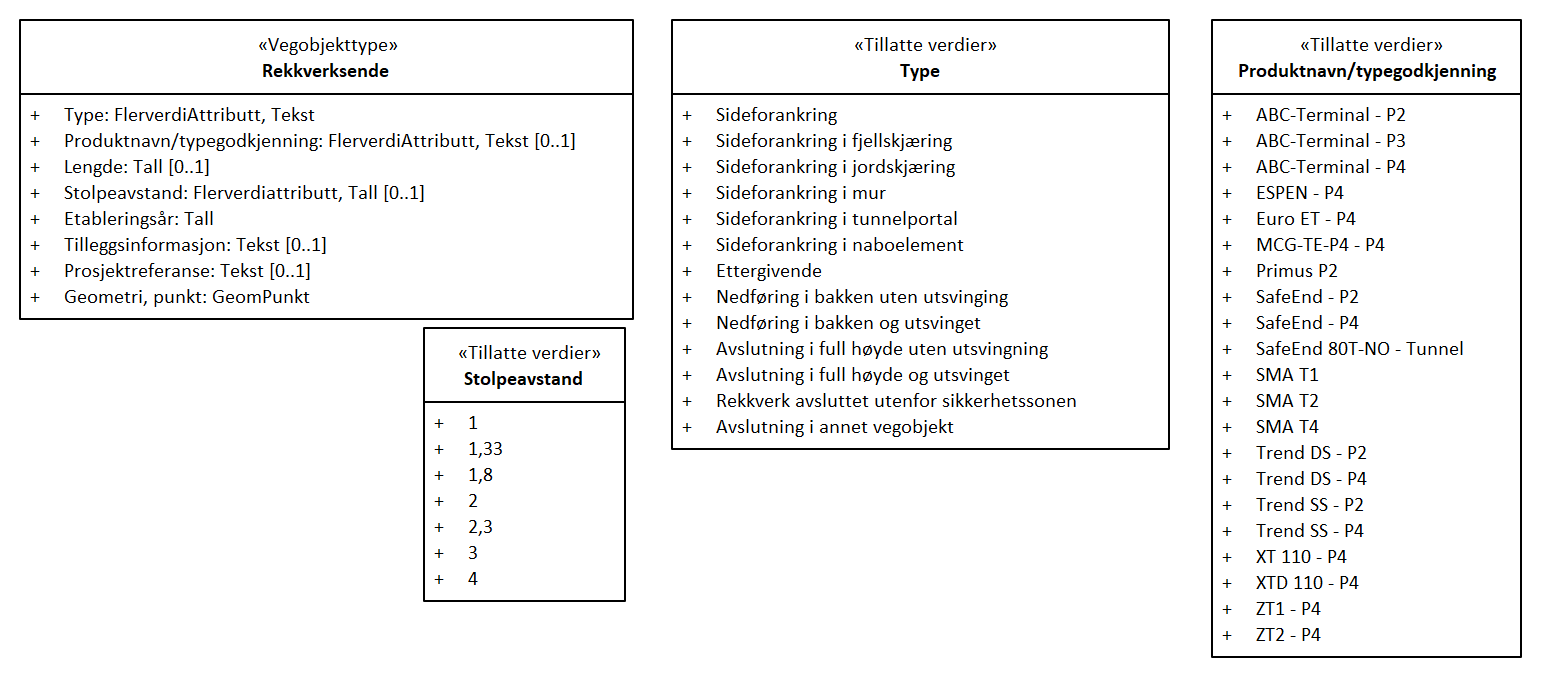 «Vegobjekttype»
Rekkverksende
+ Type: FlerverdiAttributt, Tekst
+ Produktnavn/typegodkjenning: FlerverdiAttributt, Tekst [0..1]
+ Lengde: Tall [0..1]
+ Stolpeavstand: Flerverdiattributt, Tall [0..1]
+ Etableringsår: Tall
+ Tilleggsinformasjon: Tekst [0..1]
+ Prosjektreferanse: Tekst [0..1]
+ Geometri, punkt: GeomPunkt
«Tillatte verdier»
Stolpeavstand
+ 1
+ 1,33
+ 1,8
+ 2
+ 2,3
+ 3
+ 4
«Tillatte verdier»
Type
+ Sideforankring
+ Sideforankring i fjellskjæring
+ Sideforankring i jordskjæring
+ Sideforankring i mur
+ Sideforankring i tunnelportal
+ Sideforankring i naboelement
+ Ettergivende
+ Nedføring i bakken uten utsvinging
+ Nedføring i bakken og utsvinget
+ Avslutning i full høyde uten utsvingning
+ Avslutning i full høyde og utsvinget
+ Rekkverk avsluttet utenfor sikkerhetssonen
+ Avslutning i annet vegobjekt
«Tillatte verdier»
Produktnavn/typegodkjenning
+ ABC-Terminal - P2
+ ABC-Terminal - P3
+ ABC-Terminal - P4
+ ESPEN - P4
+ Euro ET - P4
+ MCG-TE-P4 - P4
+ Primus P2
+ SafeEnd - P2
+ SafeEnd - P4
+ SafeEnd 80T-NO - Tunnel
+ SMA T1
+ SMA T2
+ SMA T4
+ Trend DS - P2
+ Trend DS - P4
+ Trend SS - P2
+ Trend SS - P4
+ XT 110 - P4
+ XTD 110 - P4
+ ZT1 - P4
+ ZT2 - P4